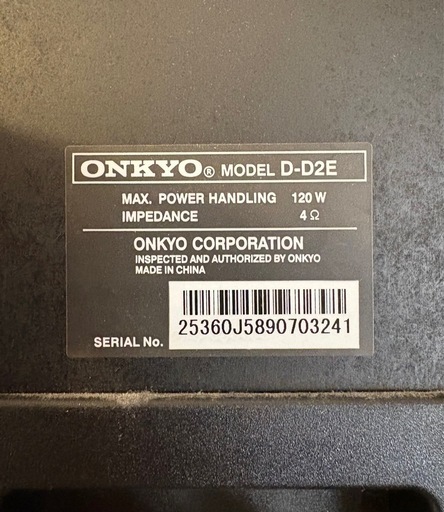 ONKYO® MODEL D-D2E
MAX. POWER HANDLING 120 W
IMPEDANCE 4 Ω
ONKYO CORPORATION
INSPECTED AND AUTHORIZED BY ONKYO
MADE IN CHINA
25360J5890703241
SERIAL No.